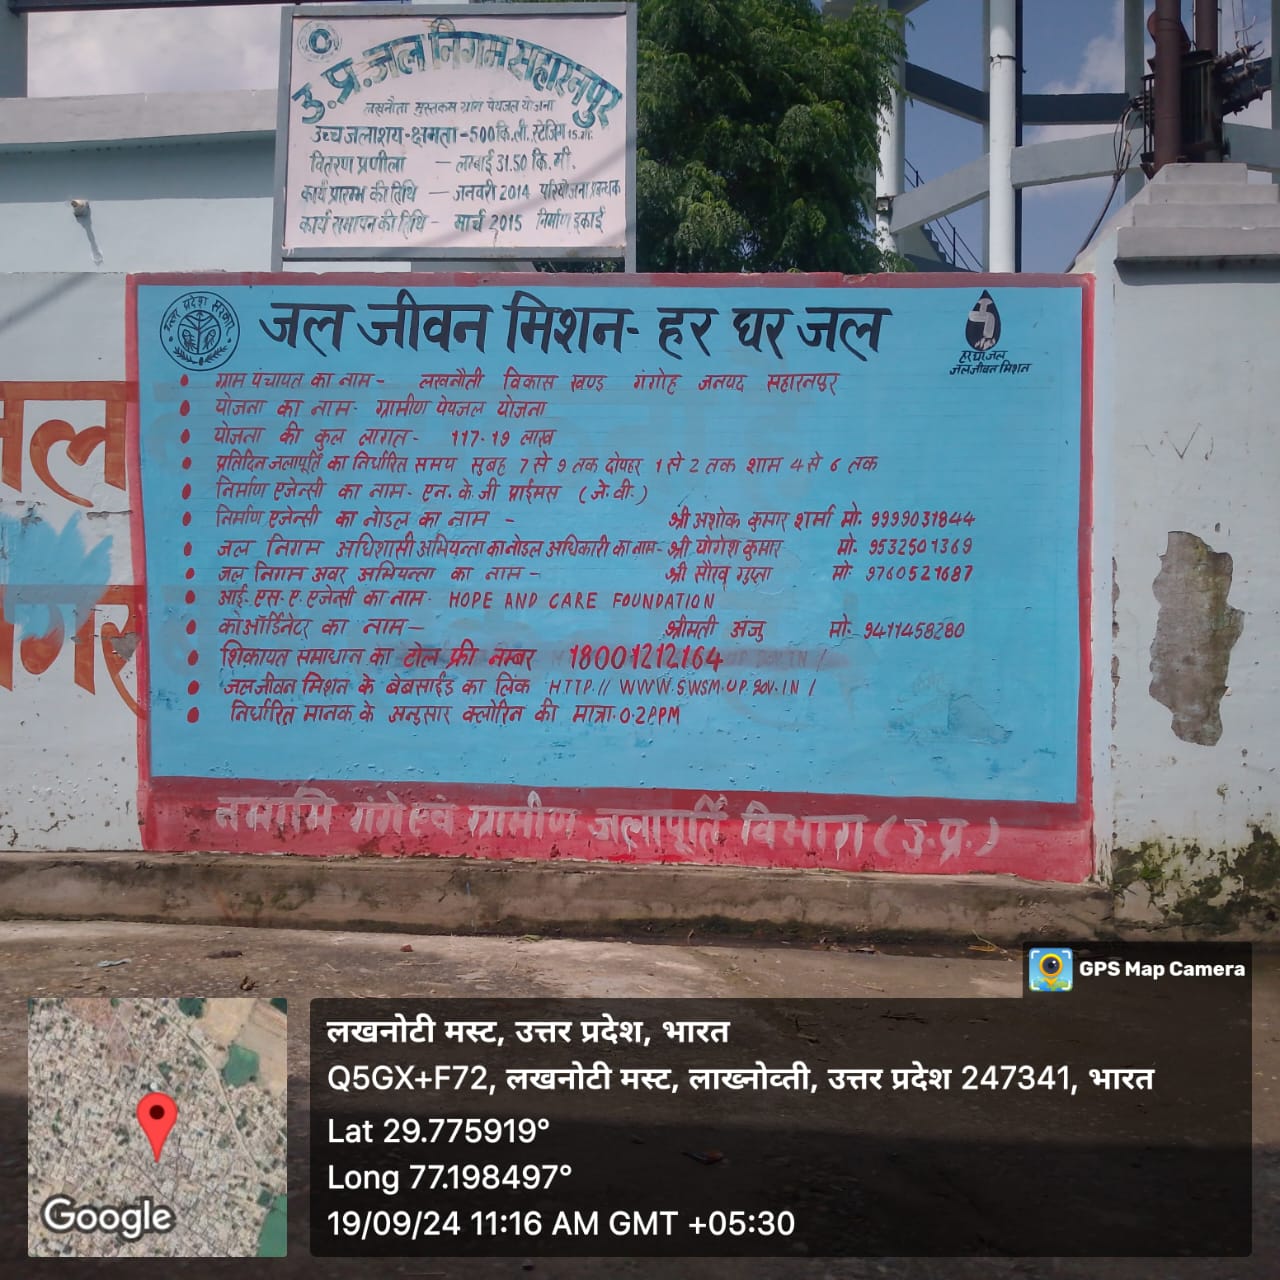 उ.प्र. जल निगम सहारनपुर
लखनौता मुस्तकम ग्राम पेयजल योजना
उच्च जलाशय-क्षमता-500 कि.ली. स्टेजिंग 15 मी.
वितरण प्रणीली — लम्बाई 31.50 कि.मी.
कार्य प्रारम्भ की तिथि — जनवरी 2014 परियोजना प्रबन्धक
कार्य समापन की तिथि - मार्च 2015 निर्माण इकाई
उत्तर प्रदेश सरकार
जल जीवन मिशन- हर घर जल
हर घर जल
जल जीवन मिशन
ग्राम पंचायत का नाम- लखनौती विकास खण्ड गंगोह जनपद सहारनपुर
योजना का नाम- ग्रामीण पेयजल योजना
योजना की कुल लागत- 117-19 लाख
प्रतिदिन जलापूर्ति का निर्धारित समय सुबह 7 से 9 तक दोपहर 1 से 2 तक शाम 4 से 6 तक
निर्माण एजेन्सी का नाम- एन. के. जी प्राईमस (जे. वी.)
निर्माण एजेन्सी का नोडल का नाम - श्री अशोक कुमार शर्मा मो. 9999031844
जल निगम अधिशासी अभियन्ता का नोडल अधिकारी का नाम- श्री योगेश कुमार मो. 9532501369
जल निगम अवर अभियन्ता का नाम- श्री सौरव गुप्ता मो. 9760521687
आई. एस. ए. एजेन्सी का नाम- HOPE AND CARE FOUNDATION
कोऑर्डिनेटर का नाम- श्रीमती अंजु मो. 9411458280
शिकायत समाधान का टोल फ्री नम्बर 18001212164
जल जीवन मिशन के बेबसाईड का लिंक HTTP.// WWW.SWSM.UP.GOV.IN /
निर्धारित मानक के अनुसार क्लोरिन की मात्रा. 0.2PPM
नमामि गंगे एवं ग्रामीण जलापूर्ति विभाग (उ.प्र.)
GPS Map Camera
लखनोटी मस्ट, उत्तर प्रदेश, भारत
Q5GX+F72, लखनोटी मस्ट, लाख्नोव्ती, उत्तर प्रदेश 247341, भारत
Lat 29.775919°
Long 77.198497°
19/09/24 11:16 AM GMT +05:30
Google